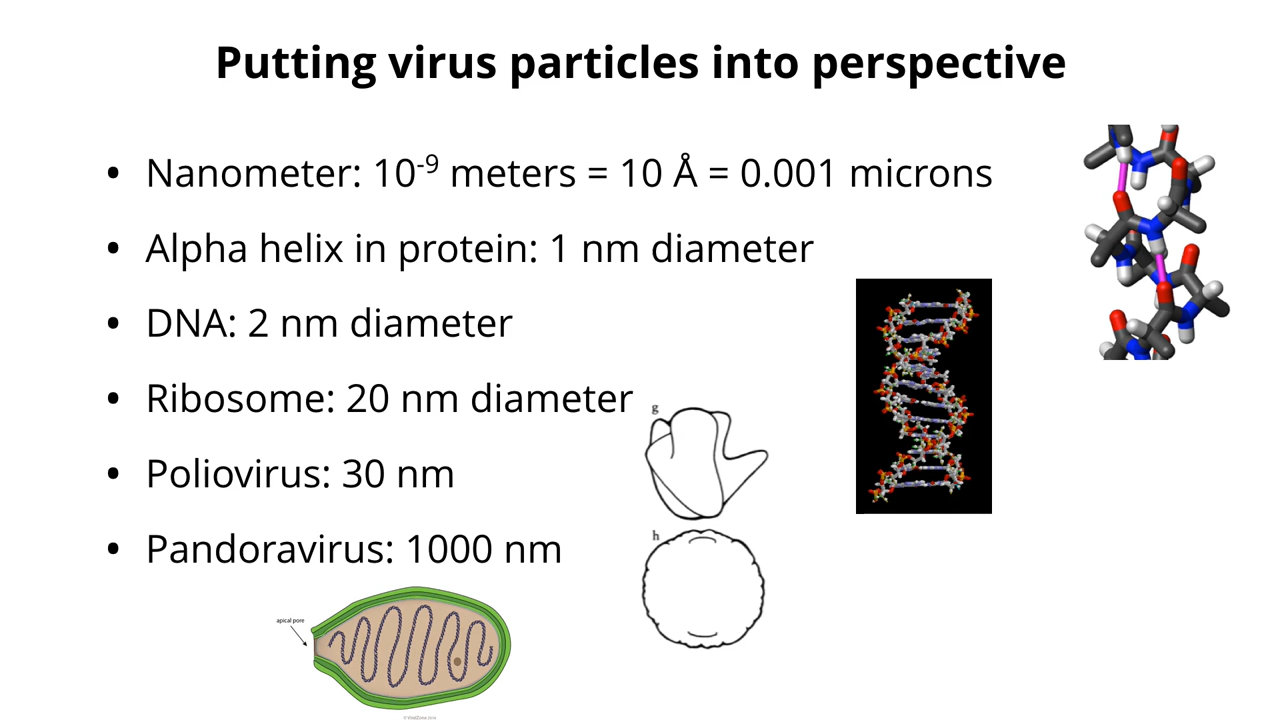 Putting virus particles into perspective
• Nanometer: 10⁻⁹ meters = 10 Å = 0.001 microns
• Alpha helix in protein: 1 nm diameter
• DNA: 2 nm diameter
• Ribosome: 20 nm diameter
g
• Poliovirus: 30 nm
h
• Pandoravirus: 1000 nm
apical pore